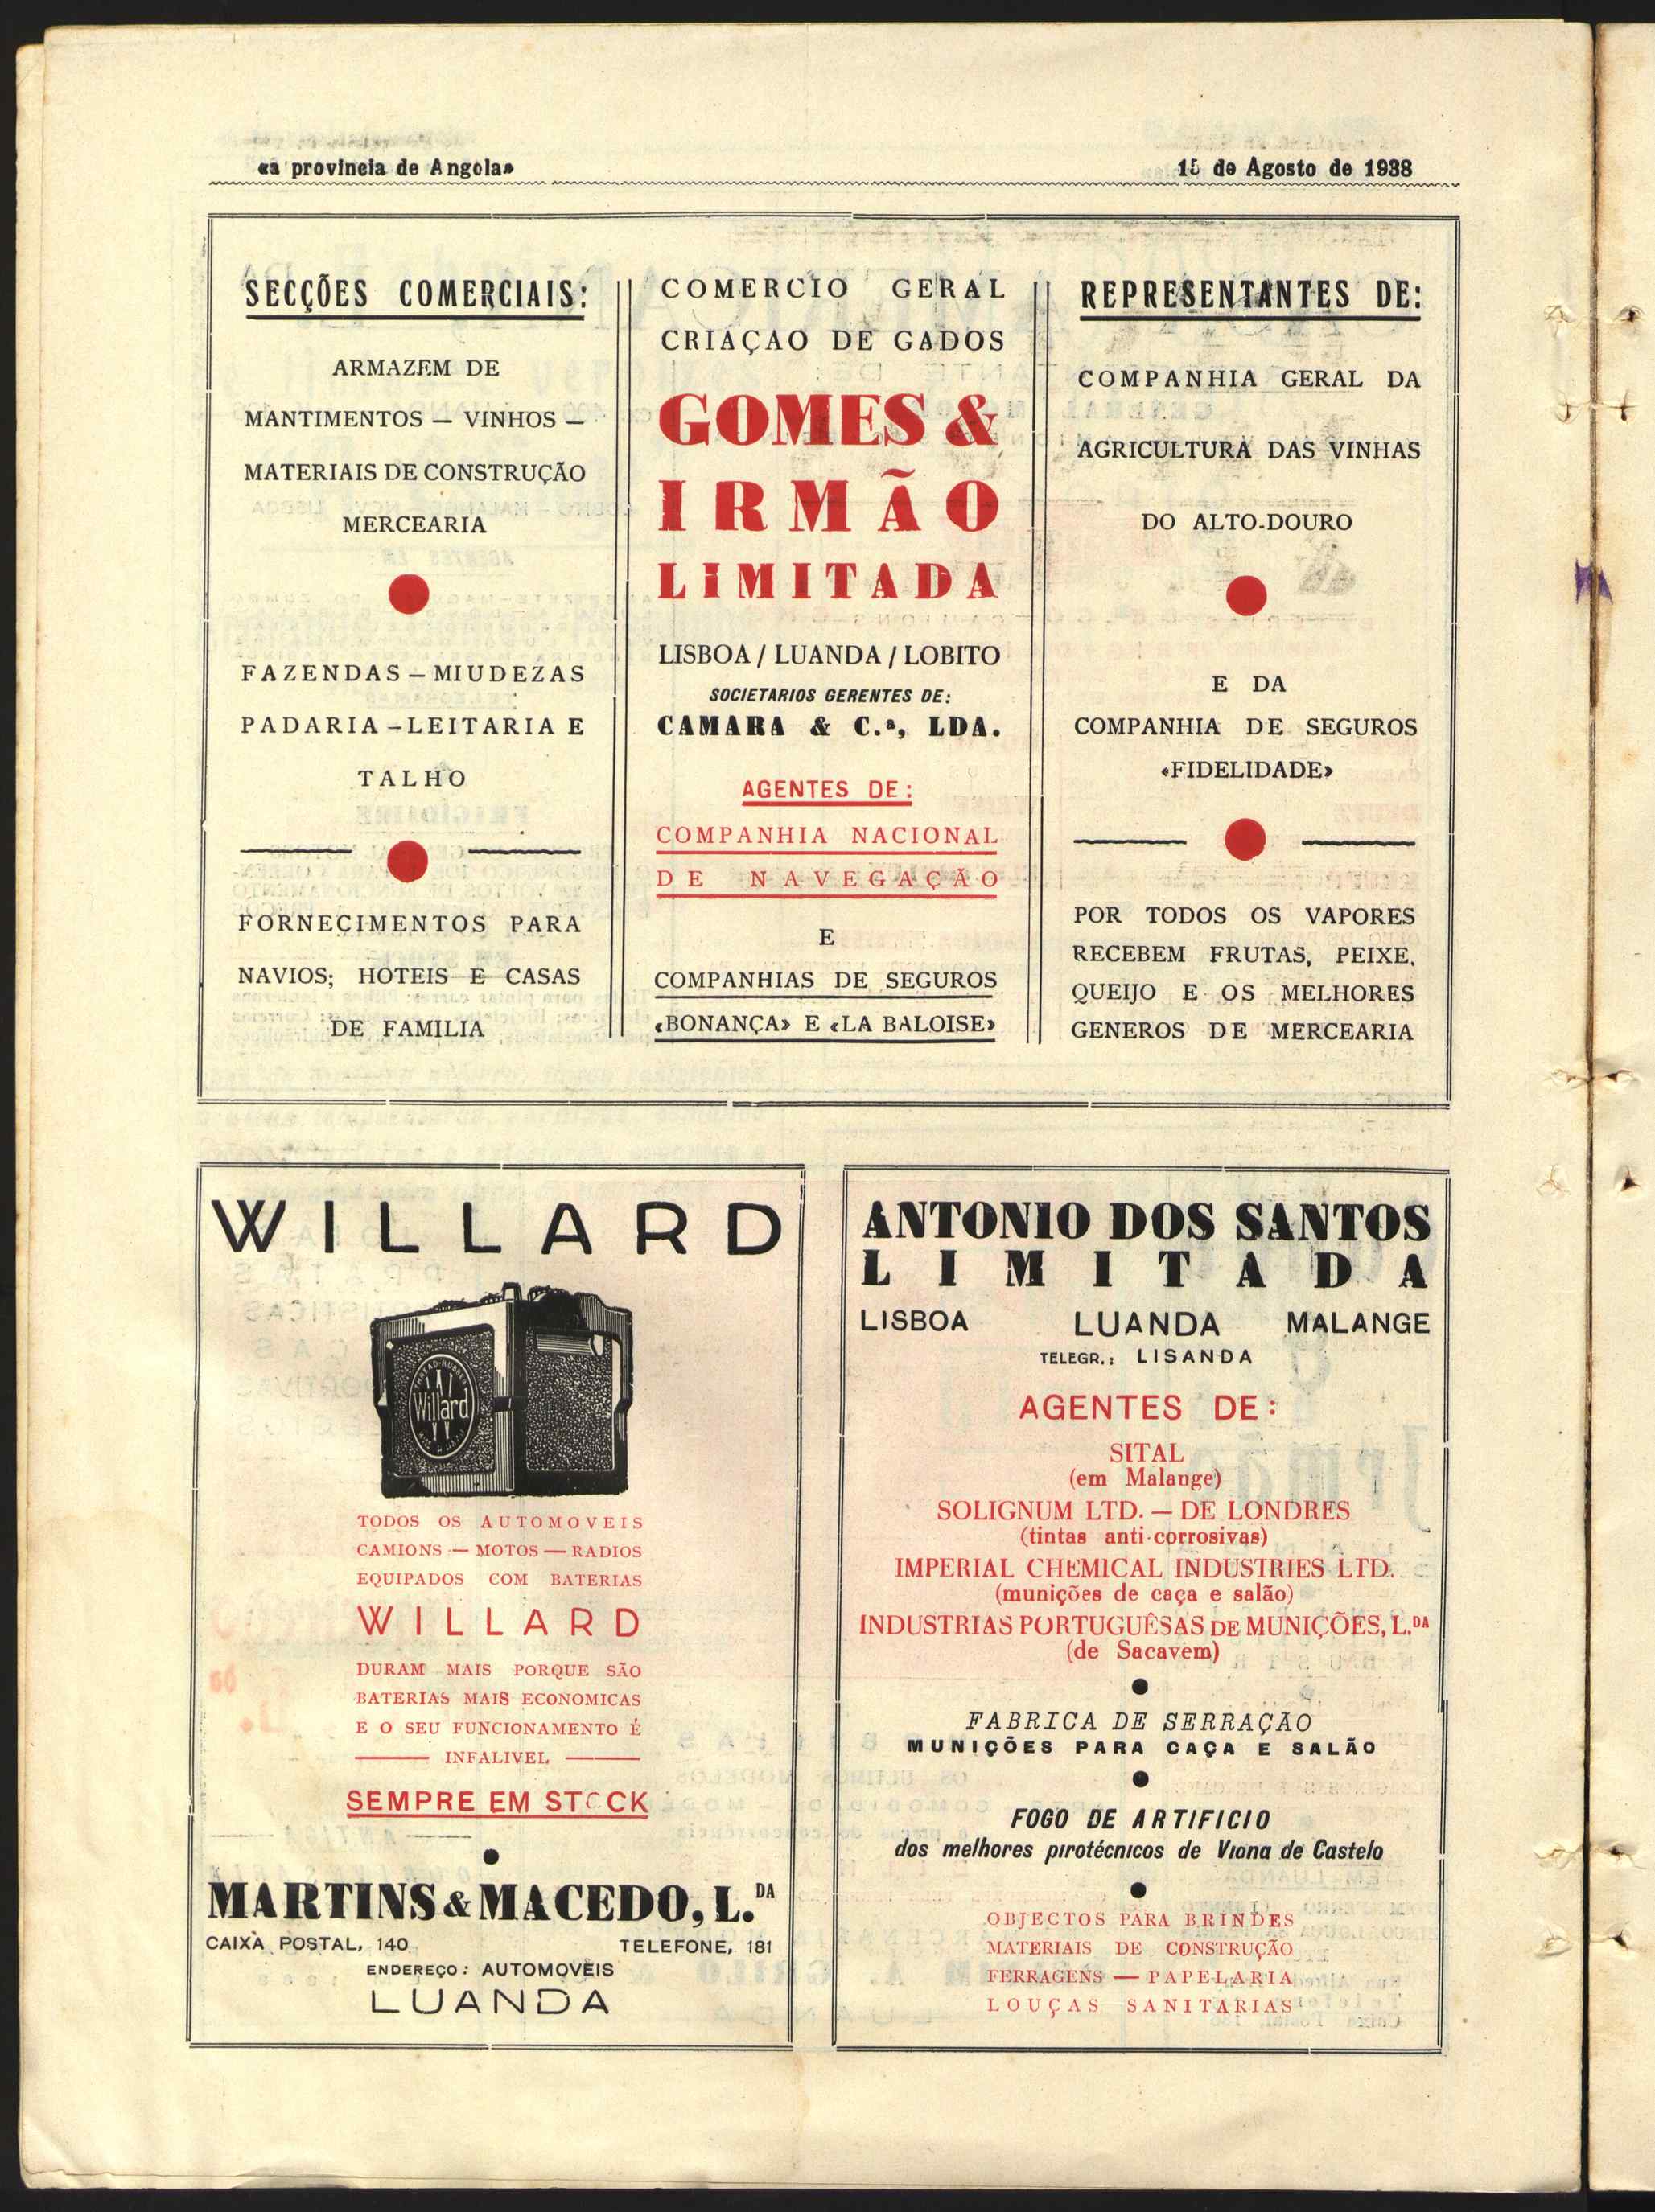 «a provincia de Angola»
15 de Agosto de 1938
SECÇÕES COMERCIAIS:
ARMAZEM DE
MANTIMENTOS — VINHOS —
MATERIAIS DE CONSTRUÇÃO
MERCEARIA
FAZENDAS — MIUDEZAS
PADARIA — LEITARIA E
TALHO
FORNECIMENTOS PARA
NAVIOS; HOTEIS E CASAS
DE FAMILIA
COMERCIO GERAL
CRIAÇAO DE GADOS
GOMES &
IRMÃO
LIMITADA
LISBOA / LUANDA / LOBITO
SOCIETARIOS GERENTES DE:
CAMARA & C.ª, LDA.
AGENTES DE:
COMPANHIA NACIONAL
DE NAVEGAÇÃO
E
COMPANHIAS DE SEGUROS
«BONANÇA» E «LA BALOISE»
REPRESENTANTES DE:
COMPANHIA GERAL DA
AGRICULTURA DAS VINHAS
DO ALTO-DOURO
E DA
COMPANHIA DE SEGUROS
«FIDELIDADE»
POR TODOS OS VAPORES
RECEBEM FRUTAS, PEIXE,
QUEIJO E OS MELHORES
GENEROS DE MERCEARIA
WILLARD
Willard
TODOS OS AUTOMOVEIS
CAMIONS — MOTOS — RADIOS
EQUIPADOS COM BATERIAS
WILLARD
DURAM MAIS PORQUE SÃO
BATERIAS MAIS ECONOMICAS
E O SEU FUNCIONAMENTO É
INFALIVEL
SEMPRE EM STOCK
MARTINS & MACEDO, L.DA
CAIXA POSTAL, 140 TELEFONE, 181
ENDEREÇO: AUTOMOVEIS
LUANDA
ANTONIO DOS SANTOS
LIMITADA
LISBOA LUANDA MALANGE
TELEGR.: LISANDA
AGENTES DE:
SITAL
(em Malange)
SOLIGNUM LTD. — DE LONDRES
(tintas anti-corrosivas)
IMPERIAL CHEMICAL INDUSTRIES LTD.
(munições de caça e salão)
INDUSTRIAS PORTUGUÊSAS DE MUNIÇÕES, L.DA
(de Sacavem)
FABRICA DE SERRAÇÃO
MUNIÇÕES PARA CAÇA E SALÃO
FOGO DE ARTIFICIO
dos melhores pirotécnicos de Viana de Castelo
OBJECTOS PARA BRINDES
MATERIAIS DE CONSTRUÇÃO
FERRAGENS — PAPELARIA
LOUÇAS SANITARIAS